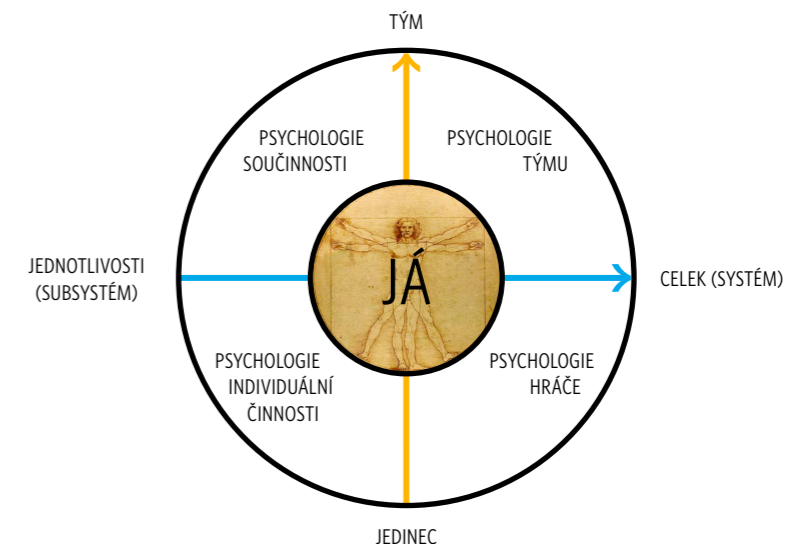 TÝM
PSYCHOLOGIE
SOUČINNOSTI
PSYCHOLOGIE
TÝMU
JEDNOTLIVOSTI
(SUBSYSTÉM)
JÁ
CELEK (SYSTÉM)
PSYCHOLOGIE
INDIVIDUÁLNÍ
ČINNOSTI
PSYCHOLOGIE
HRÁČE
JEDINEC